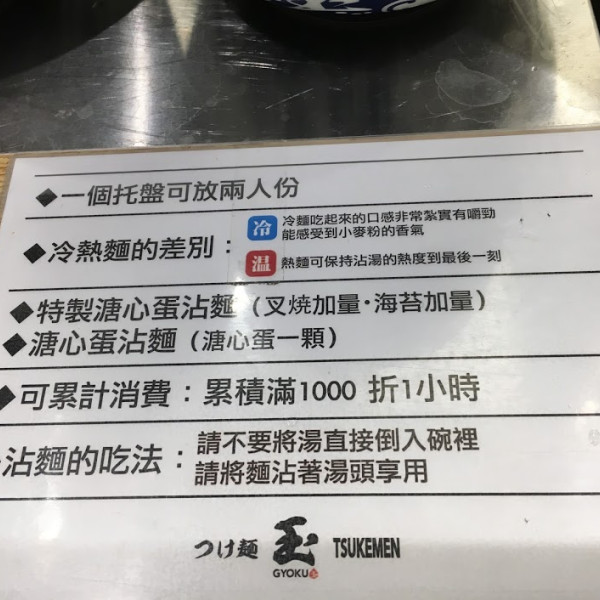 ◆一個托盤可放兩人份
◆冷熱麵的差別：
冷 冷麵吃起來的口感非常紮實有嚼勁
能感受到小麥粉的香氣
温 熱麵可保持沾湯的熱度到最後一刻
◆特製溏心蛋沾麵（叉焼加量・海苔加量）
◆溏心蛋沾麵（溏心蛋一顆）
◆可累計消費：累積滿1000 折1小時
沾麵的吃法：請不要將湯直接倒入碗裡
請將麵沾著湯頭享用
つけ麺 玉 TSUKEMEN
GYOKU